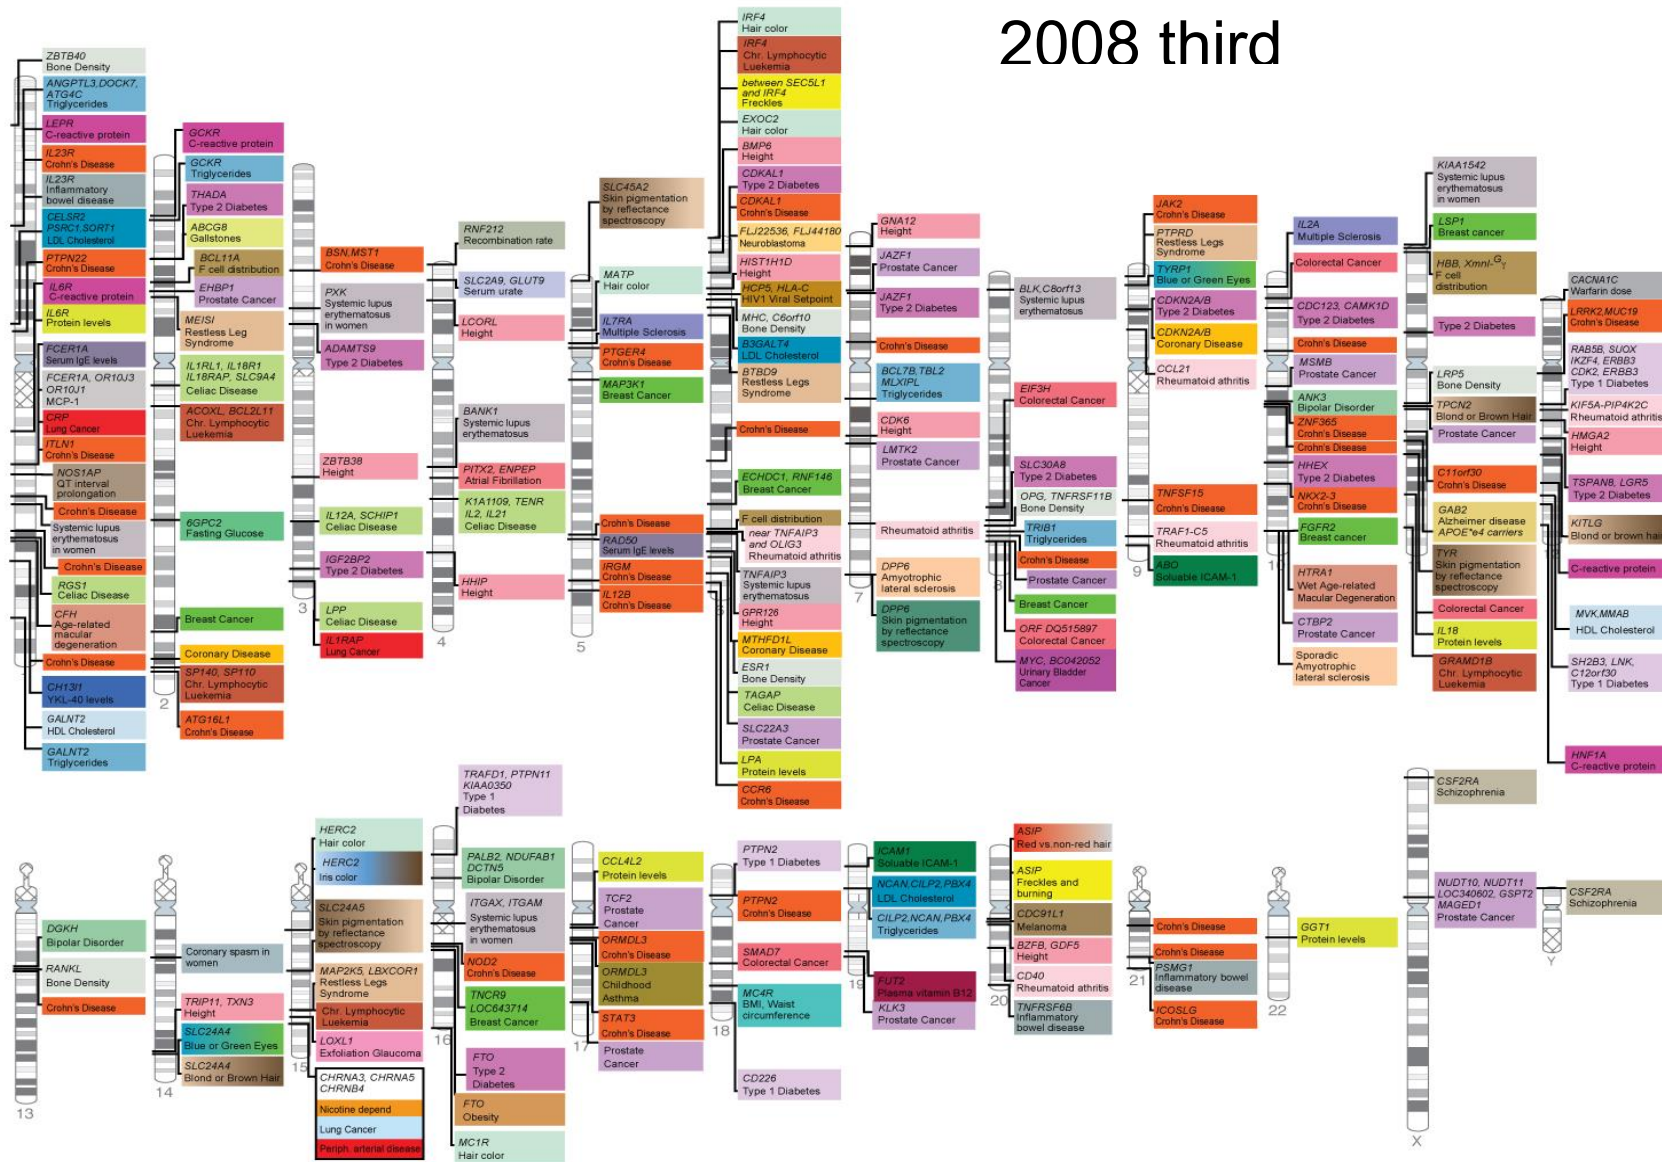 2008 third
ZBTB40
Bone Density
ANGPTL3,DOCK7,
ATG4C
Triglycerides
LEPR
C-reactive protein
IL23R
Crohn's Disease
IL23R
Inflammatory
bowel disease
CELSR2
PSRC1,SORT1
LDL Cholesterol
PTPN22
Crohn's Disease
IL6R
C-reactive protein
IL6R
Protein levels
FCER1A
Serum IgE levels
FCER1A, OR10J3
OR10J1
MCP-1
CRP
Lung Cancer
ITLN1
Crohn's Disease
NOS1AP
QT interval
prolongation
Crohn's Disease
Systemic lupus
erythematosus
in women
Crohn's Disease
RGS1
Celiac Disease
CFH
Age-related
macular
degeneration
Crohn's Disease
CH13I1
YKL-40 levels
GALNT2
HDL Cholesterol
GALNT2
Triglycerides
1
GCKR
C-reactive protein
GCKR
Triglycerides
THADA
Type 2 Diabetes
ABCG8
Gallstones
BCL11A
F cell distribution
EHBP1
Prostate Cancer
MEISI
Restless Leg
Syndrome
IL1RL1, IL18R1
IL18RAP, SLC9A4
Celiac Disease
ACOXL, BCL2L11
Chr. Lymphocytic
Luekemia
6GPC2
Fasting Glucose
Breast Cancer
Coronary Disease
SP140, SP110
Chr. Lymphocytic
Luekemia
ATG16L1
Crohn's Disease
2
BSN,MST1
Crohn's Disease
PXK
Systemic lupus
erythematosus
in women
ADAMTS9
Type 2 Diabetes
ZBTB38
Height
IL12A, SCHIP1
Celiac Disease
IGF2BP2
Type 2 Diabetes
LPP
Celiac Disease
IL1RAP
Lung Cancer
3
RNF212
Recombination rate
SLC2A9, GLUT9
Serum urate
LCORL
Height
BANK1
Systemic lupus
erythematosus
PITX2, ENPEP
Atrial Fibrillation
K1A1109, TENR
IL2, IL21
Celiac Disease
HHIP
Height
4
SLC45A2
Skin pigmentation
by reflectance
spectroscopy
MATP
Hair color
IL7RA
Multiple Sclerosis
PTGER4
Crohn's Disease
MAP3K1
Breast Cancer
Crohn's Disease
RAD50
Serum IgE levels
IRGM
Crohn's Disease
IL12B
Crohn's Disease
5
IRF4
Hair color
IRF4
Chr. Lymphocytic
Luekemia
between SEC5L1
and IRF4
Freckles
EXOC2
Hair color
BMP6
Height
CDKAL1
Type 2 Diabetes
CDKAL1
Crohn's Disease
FLJ22536, FLJ44180
Neuroblastoma
HIST1H1D
Height
HCP5, HLA-C
HIV1 Viral Setpoint
MHC, C6orf10
Bone Density
B3GALT4
LDL Cholesterol
BTBD9
Restless Legs
Syndrome
Crohn's Disease
ECHDC1, RNF146
Breast Cancer
F cell distribution
near TNFAIP3
and OLIG3
Rheumatoid athritis
TNFAIP3
Systemic lupus
erythematosus
GPR126
Height
MTHFD1L
Coronary Disease
ESR1
Bone Density
TAGAP
Celiac Disease
SLC22A3
Prostate Cancer
LPA
Protein levels
CCR6
Crohn's Disease
6
GNA12
Height
JAZF1
Prostate Cancer
JAZF1
Type 2 Diabetes
Crohn's Disease
BCL7B,TBL2
MLXIPL
Triglycerides
CDK6
Height
LMTK2
Prostate Cancer
Rheumatoid athritis
DPP6
Amyotrophic
lateral sclerosis
DPP6
Skin pigmentation
by reflectance
spectroscopy
7
BLK,C8orf13
Systemic lupus
erythematosus
EIF3H
Colorectal Cancer
SLC30A8
Type 2 Diabetes
OPG, TNFRSF11B
Bone Density
TRIB1
Triglycerides
Crohn's Disease
Prostate Cancer
Breast Cancer
ORF DQ515897
Colorectal Cancer
MYC, BC042052
Urinary Bladder
Cancer
8
JAK2
Crohn's Disease
PTPRD
Restless Legs
Syndrome
TYRP1
Blue or Green Eyes
CDKN2A/B
Type 2 Diabetes
CDKN2A/B
Coronary Disease
CCL21
Rheumatoid athritis
TNFSF15
Crohn's Disease
TRAF1-C5
Rheumatoid athritis
ABO
Soluable ICAM-1
9
IL2A
Multiple Sclerosis
Colorectal Cancer
CDC123, CAMK1D
Type 2 Diabetes
Crohn's Disease
MSMB
Prostate Cancer
ANK3
Bipolar Disorder
ZNF365
Crohn's Disease
Crohn's Disease
HHEX
Type 2 Diabetes
NKX2-3
Crohn's Disease
FGFR2
Breast cancer
HTRA1
Wet Age-related
Macular Degeneration
CTBP2
Prostate Cancer
Sporadic
Amyotrophic
lateral sclerosis
10
KIAA1542
Systemic lupus
erythematosus
in women
LSP1
Breast cancer
HBB, XmnI-Gγ
F cell
distribution
Type 2 Diabetes
LRP5
Bone Density
TPCN2
Blond or Brown Hair
Prostate Cancer
C11orf30
Crohn's Disease
GAB2
Alzheimer disease
APOE*e4 carriers
TYR
Skin pigmentation
by reflectance
spectroscopy
Colorectal Cancer
IL18
Protein levels
GRAMD1B
Chr. Lymphocytic
Luekemia
CACNA1C
Warfarin dose
LRRK2,MUC19
Crohn's Disease
RAB5B, SUOX
IKZF4, ERBB3
CDK2, ERBB3
Type 1 Diabetes
KIF5A-PIP4K2C
Rheumatoid athritis
HMGA2
Height
TSPAN8, LGR5
Type 2 Diabetes
KITLG
Blond or brown hair
C-reactive protein
MVK,MMAB
HDL Cholesterol
SH2B3, LNK,
C12orf30
Type 1 Diabetes
HNF1A
C-reactive protein
DGKH
Bipolar Disorder
RANKL
Bone Density
Crohn's Disease
13
Coronary spasm in
women
TRIP11, TXN3
Height
SLC24A4
Blue or Green Eyes
SLC24A4
Blond or Brown Hair
14
HERC2
Hair color
HERC2
Iris color
SLC24A5
Skin pigmentation
by reflectance
spectroscopy
MAP2K5, LBXCOR1
Restless Legs
Syndrome
Chr. Lymphocytic
Luekemia
LOXL1
Exfoliation Glaucoma
CHRNA3, CHRNA5
CHRNB4
Nicotine depend
Lung Cancer
Periph. arterial disease
15
TRAFD1, PTPN11
KIAA0350
Type 1
Diabetes
PALB2, NDUFAB1
DCTN5
Bipolar Disorder
ITGAX, ITGAM
Systemic lupus
erythematosus
in women
NOD2
Crohn's Disease
TNCR9
LOC643714
Breast Cancer
FTO
Type 2
Diabetes
FTO
Obesity
MC1R
Hair color
16
CCL4L2
Protein levels
TCF2
Prostate
Cancer
ORMDL3
Crohn's Disease
ORMDL3
Childhood
Asthma
STAT3
Crohn's Disease
Prostate
Cancer
17
PTPN2
Type 1 Diabetes
PTPN2
Crohn's Disease
SMAD7
Colorectal Cancer
MC4R
BMI, Waist
circumference
CD226
Type 1 Diabetes
18
ICAM1
Soluable ICAM-1
NCAN,CILP2,PBX4
LDL Cholesterol
CILP2,NCAN,PBX4
Triglycerides
FUT2
Plasma vitamin B12
KLK3
Prostate Cancer
19
ASIP
Red vs.non-red hair
ASIP
Freckles and
burning
CDC91L1
Melanoma
BZFB, GDF5
Height
CD40
Rheumatoid athritis
TNFRSF6B
Inflammatory
bowel disease
20
Crohn's Disease
Crohn's Disease
PSMG1
Inflammatory bowel
disease
ICOSLG
Crohn's Disease
21
GGT1
Protein levels
22
CSF2RA
Schizophrenia
NUDT10, NUDT11
LOC340602, GSPT2
MAGED1
Prostate Cancer
X
CSF2RA
Schizophrenia
Y